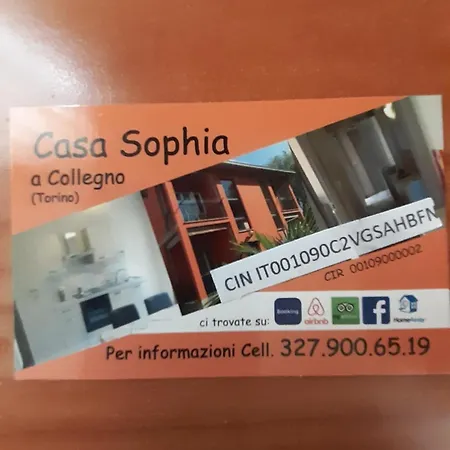 Casa Sophia
a Collegno
(Torino)
CIN IT001090C2VGSAHBFN
CIR 00109000002
ci trovate su:
Booking
airbnb
HomeAway
Per informazioni Cell. 327.900.65.19